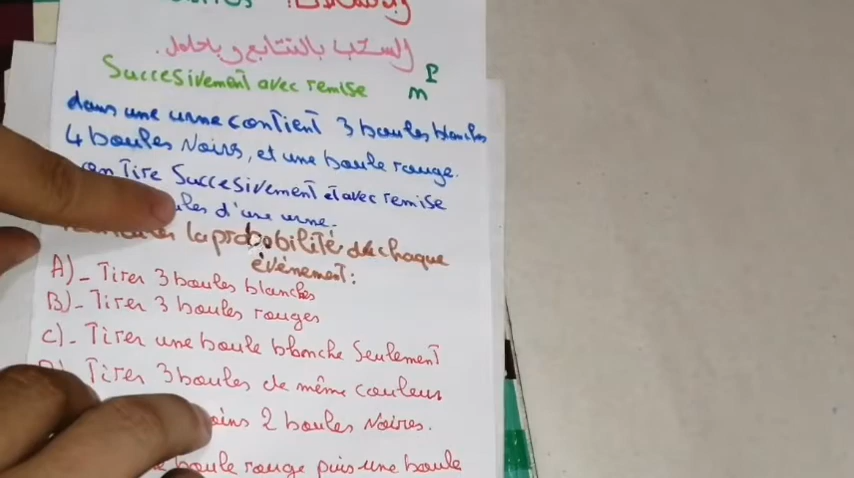 السحب بالتتابع وباحلال.
Succesivement avec remise
n^p
dans une urne contient 3 boules blanches
4 boules Noirs, et une boule rouge.
on Tire Succesivement et avec remise
d'une urne.
la probabilité de chaque
événement:
A)_ Tirer 3 boules blanches
B)_ Tirer 3 boules rouges
C)_ Tirer une boule blanche Seulement
Tirer 3 boules de même couleur
2 boules Noires.
boule rouge puis une boule